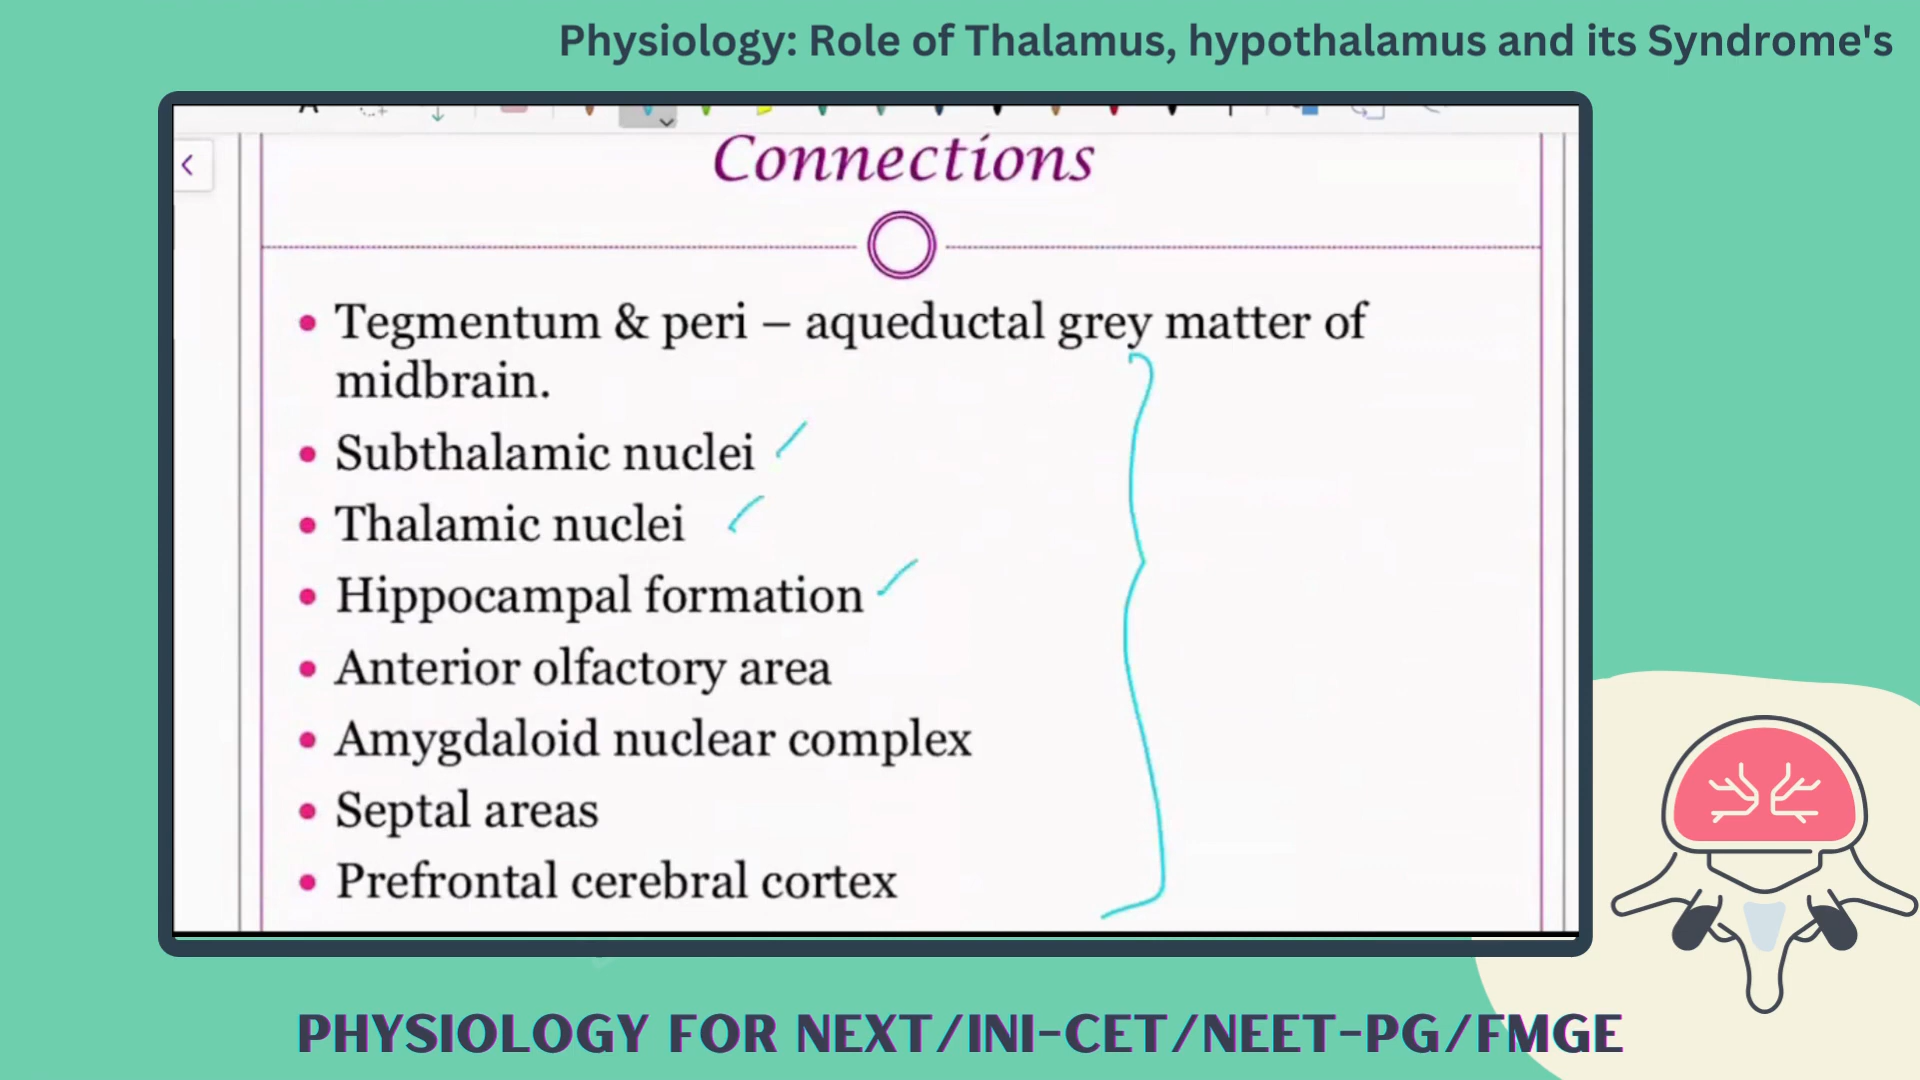 Physiology: Role of Thalamus, hypothalamus and its Syndrome's
Connections
• Tegmentum & peri – aqueductal grey matter of
midbrain.
• Subthalamic nuclei
• Thalamic nuclei
• Hippocampal formation
• Anterior olfactory area
• Amygdaloid nuclear complex
• Septal areas
• Prefrontal cerebral cortex
PHYSIOLOGY FOR NEXT/INI-CET/NEET-PG/FMGE